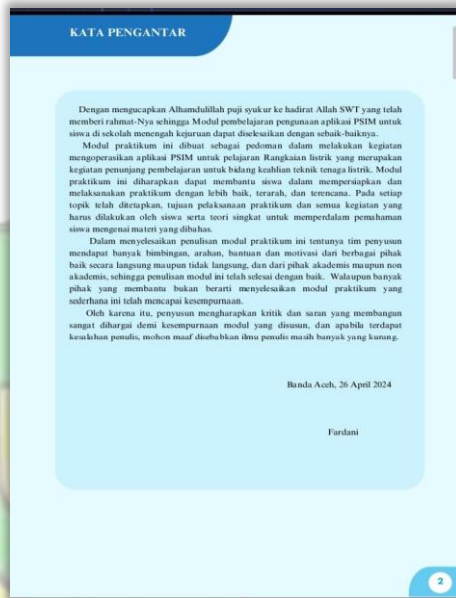 KATA PENGANTAR
Dengan mengucapkan Alhamdulillah puji syukur ke hadirat Allah SWT yang telah
memberi rahmat-Nya sehingga Modul pembelajaran pengunaan aplikasi PSIM untuk
siswa di sekolah menengah kejuruan dapat diselesaikan dengan sebaik-baiknya.
Modul praktikum ini dibuat sebagai pedoman dalam melakukan kegiatan
mengoperasikan aplikasi PSIM untuk pelajaran Rangkaian listrik yang merupakan
kegiatan penunjang pembelajaran untuk bidang keahlian teknik tenaga listrik. Modul
praktikum ini diharapkan dapat membantu siswa dalam mempersiapkan dan
melaksanakan praktikum dengan lebih baik, terarah, dan terencana. Pada setiap
topik telah ditetapkan, tujuan pelaksanaan praktikum dan semua kegiatan yang
harus dilakukan oleh siswa serta teori singkat untuk memperdalam pemahaman
siswa mengenai materi yang dibahas.
Dalam menyelesaikan penulisan modul praktikum ini tentunya tim penyusun
mendapat banyak bimbingan, arahan, bantuan dan motivasi dari berbagai pihak
baik secara langsung maupun tidak langsung, dan dari pihak akademis maupun non
akademis, sehingga penulisan modul ini telah selesai dengan baik. Walaupun banyak
pihak yang membantu bukan berarti menyelesaikan modul praktikum yang
sederhana ini telah mencapai kesempurnaan.
Oleh karena itu, penyusun mengharapkan kritik dan saran yang membangun
sangat dihargai demi kesempurnaan modul yang disusun, dan apabila terdapat
kesalahan penulis, mohon maaf disebabkan ilmu penulis masih banyak yang kurang.
Banda Aceh, 26 April 2024
Fardani
2